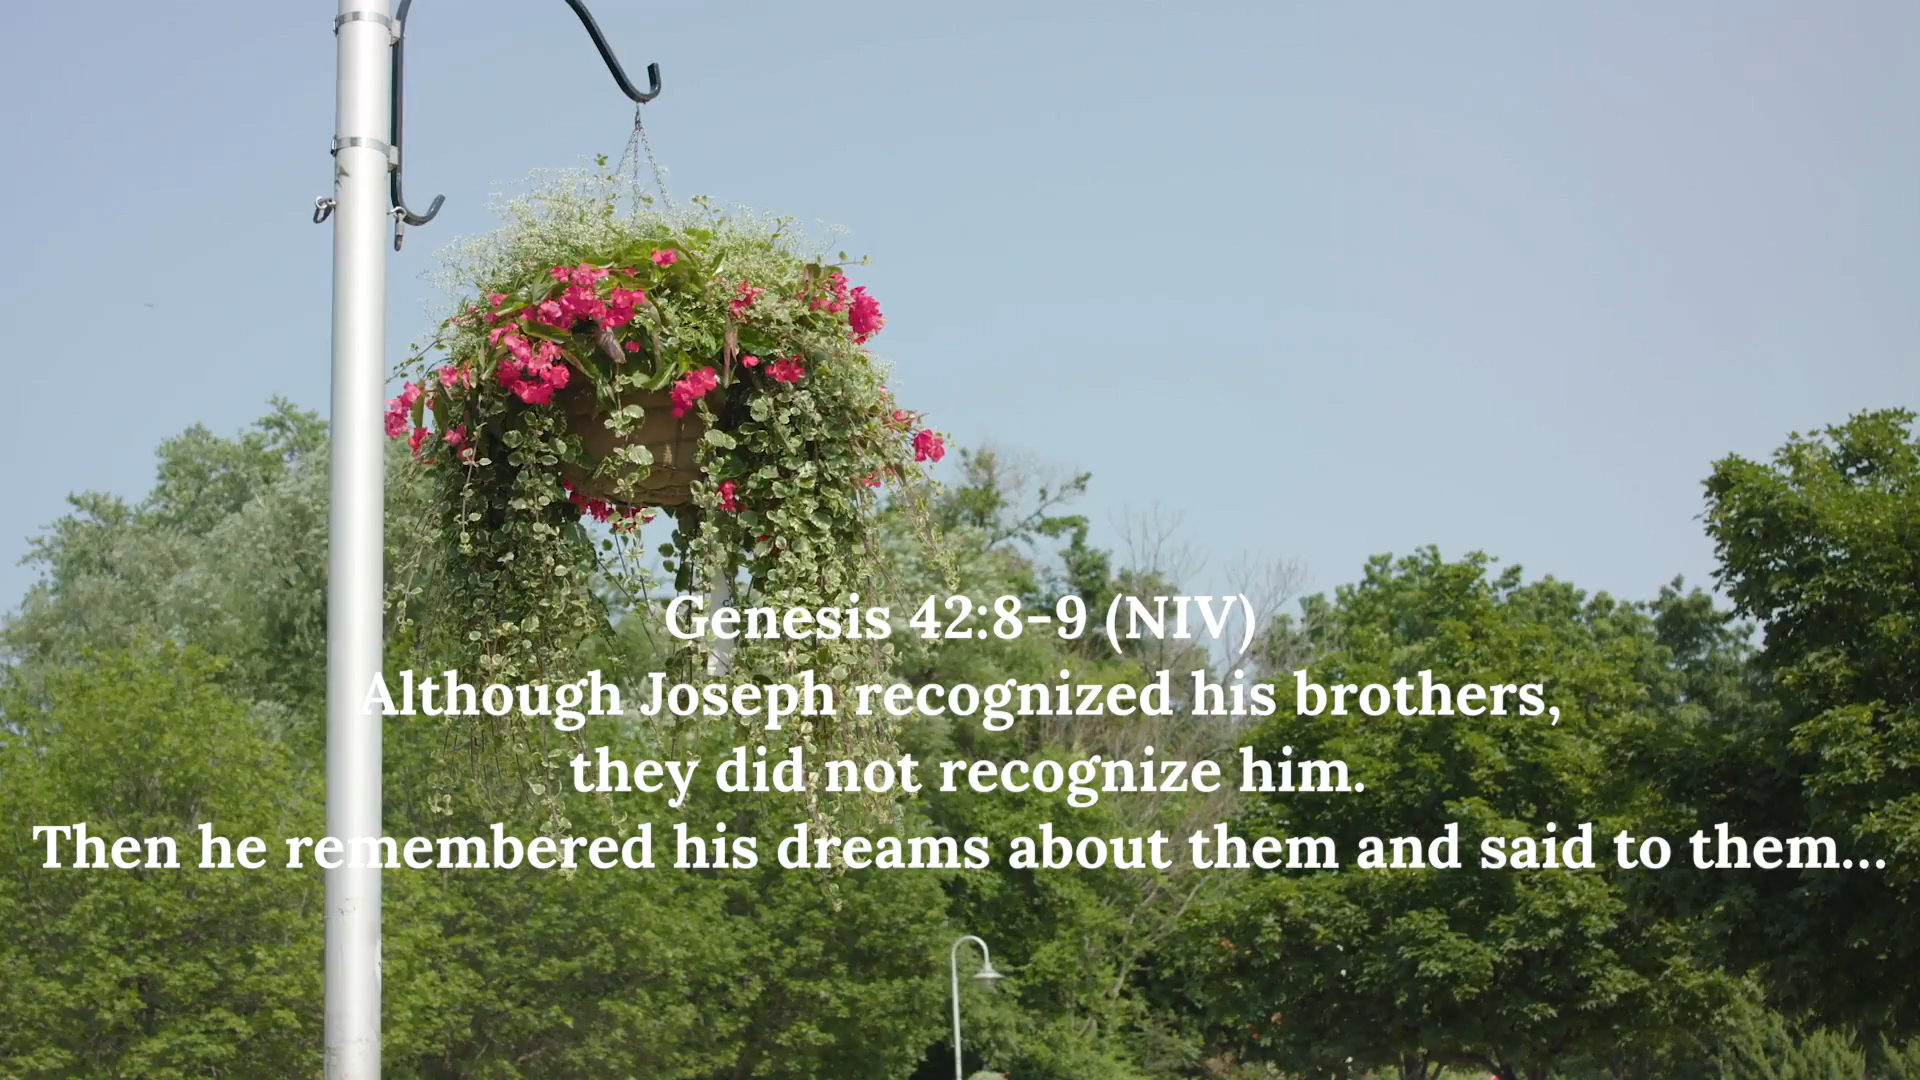 Genesis 42:8-9 (NIV)
Although Joseph recognized his brothers,
they did not recognize him.
Then he remembered his dreams about them and said to them...